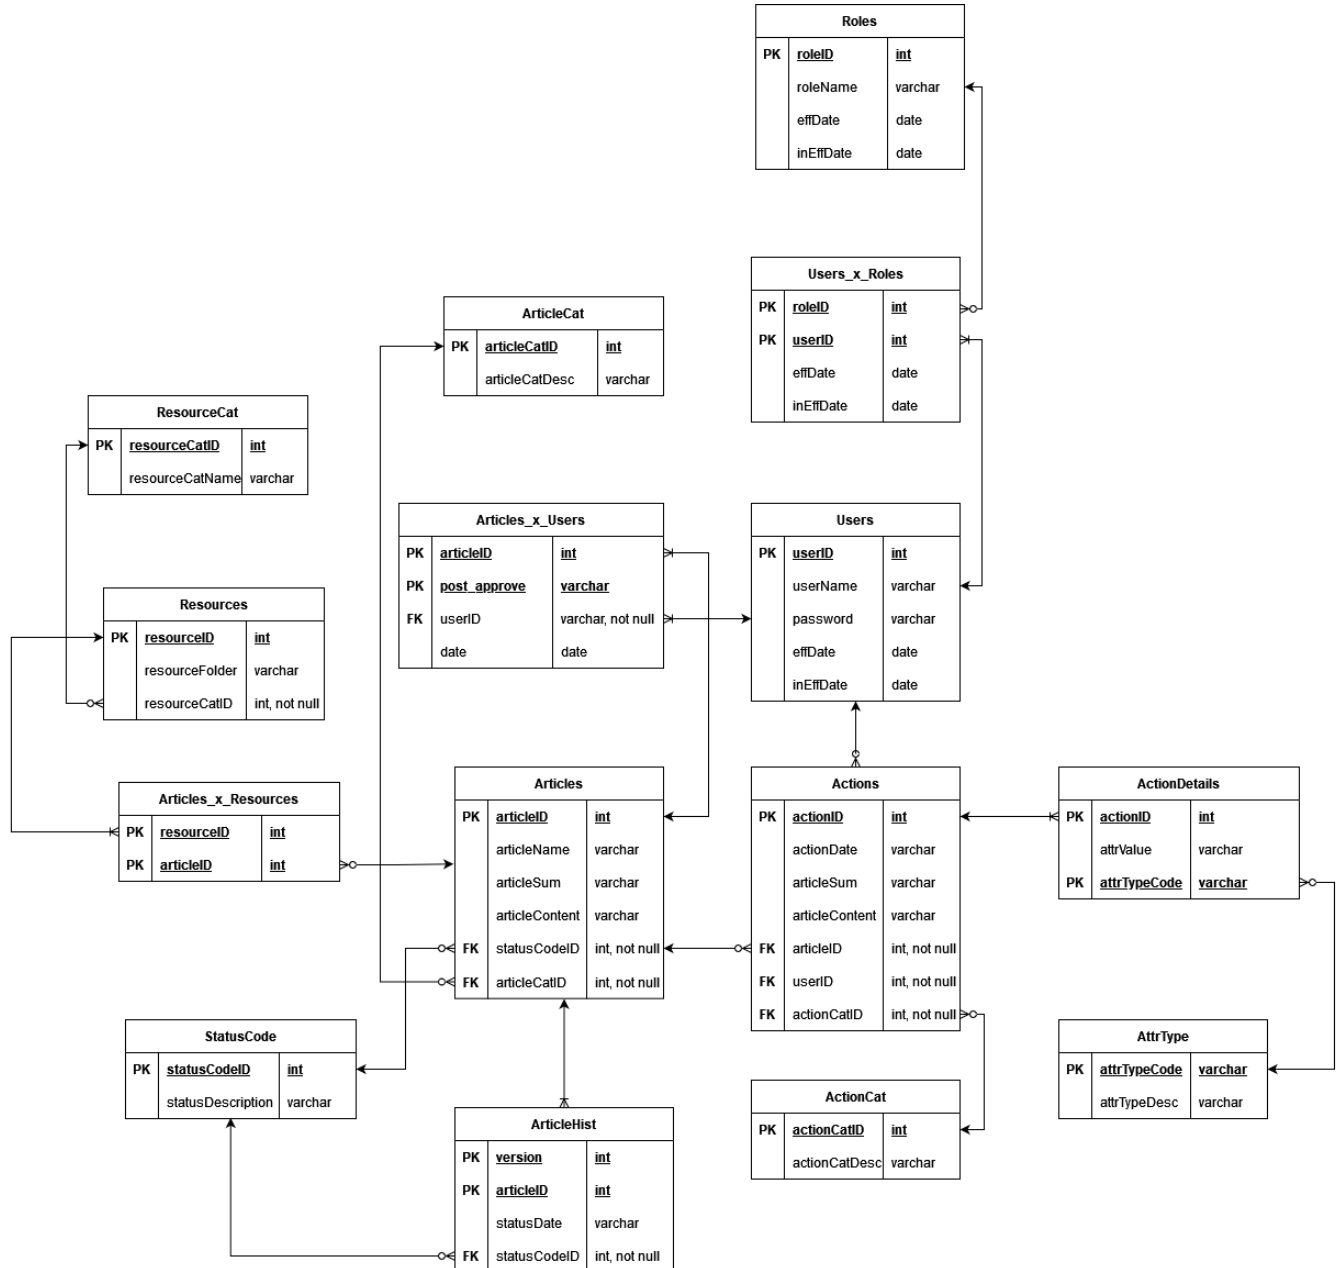 Roles
PK roleID int
roleName varchar
effDate date
inEffDate date
Users_x_Roles
PK roleID int
PK userID int
effDate date
inEffDate date
ArticleCat
PK articleCatID int
articleCatDesc varchar
ResourceCat
PK resourceCatID int
resourceCatName varchar
Articles_x_Users
PK articleID int
PK post_approve varchar
FK userID varchar, not null
date date
Users
PK userID int
userName varchar
password varchar
effDate date
inEffDate date
Resources
PK resourceID int
resourceFolder varchar
resourceCatID int, not null
Articles_x_Resources
PK resourceID int
PK articleID int
Articles
PK articleID int
articleName varchar
articleSum varchar
articleContent varchar
FK statusCodeID int, not null
FK articleCatID int, not null
Actions
PK actionID int
actionDate varchar
articleSum varchar
articleContent varchar
FK articleID int, not null
FK userID int, not null
FK actionCatID int, not null
ActionDetails
PK actionID int
attrValue varchar
PK attrTypeCode varchar
StatusCode
PK statusCodeID int
statusDescription varchar
AttrType
PK attrTypeCode varchar
attrTypeDesc varchar
ActionCat
PK actionCatID int
actionCatDesc varchar
ArticleHist
PK version int
PK articleID int
statusDate varchar
FK statusCodeID int, not null